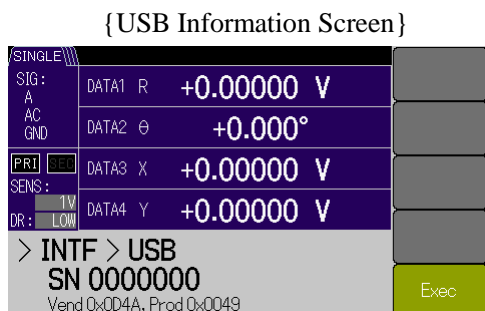 {USB Information Screen}
SINGLE
SIG:
A
AC
GND
DATA1 R +0.00000 V
DATA2 θ +0.000°
PRI SEC
DATA3 X +0.00000 V
SENS:
1V
DR: LOW
DATA4 Y +0.00000 V
> INTF > USB
SN 0000000
Vend 0x0D4A, Prod 0x0049
Exec